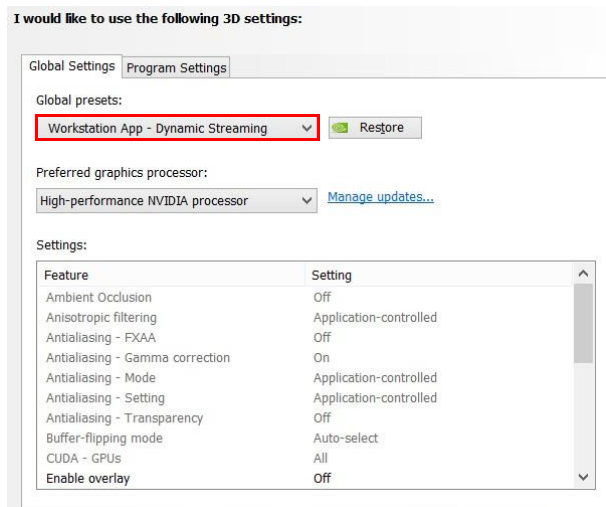 I would like to use the following 3D settings:
Global Settings Program Settings
Global presets:
Workstation App - Dynamic Streaming Restore
Preferred graphics processor:
High-performance NVIDIA processor Manage updates...
Settings:
Feature Setting
Ambient Occlusion Off
Anisotropic filtering Application-controlled
Antialiasing - FXAA Off
Antialiasing - Gamma correction On
Antialiasing - Mode Application-controlled
Antialiasing - Setting Application-controlled
Antialiasing - Transparency Off
Buffer-flipping mode Auto-select
CUDA - GPUs All
Enable overlay Off